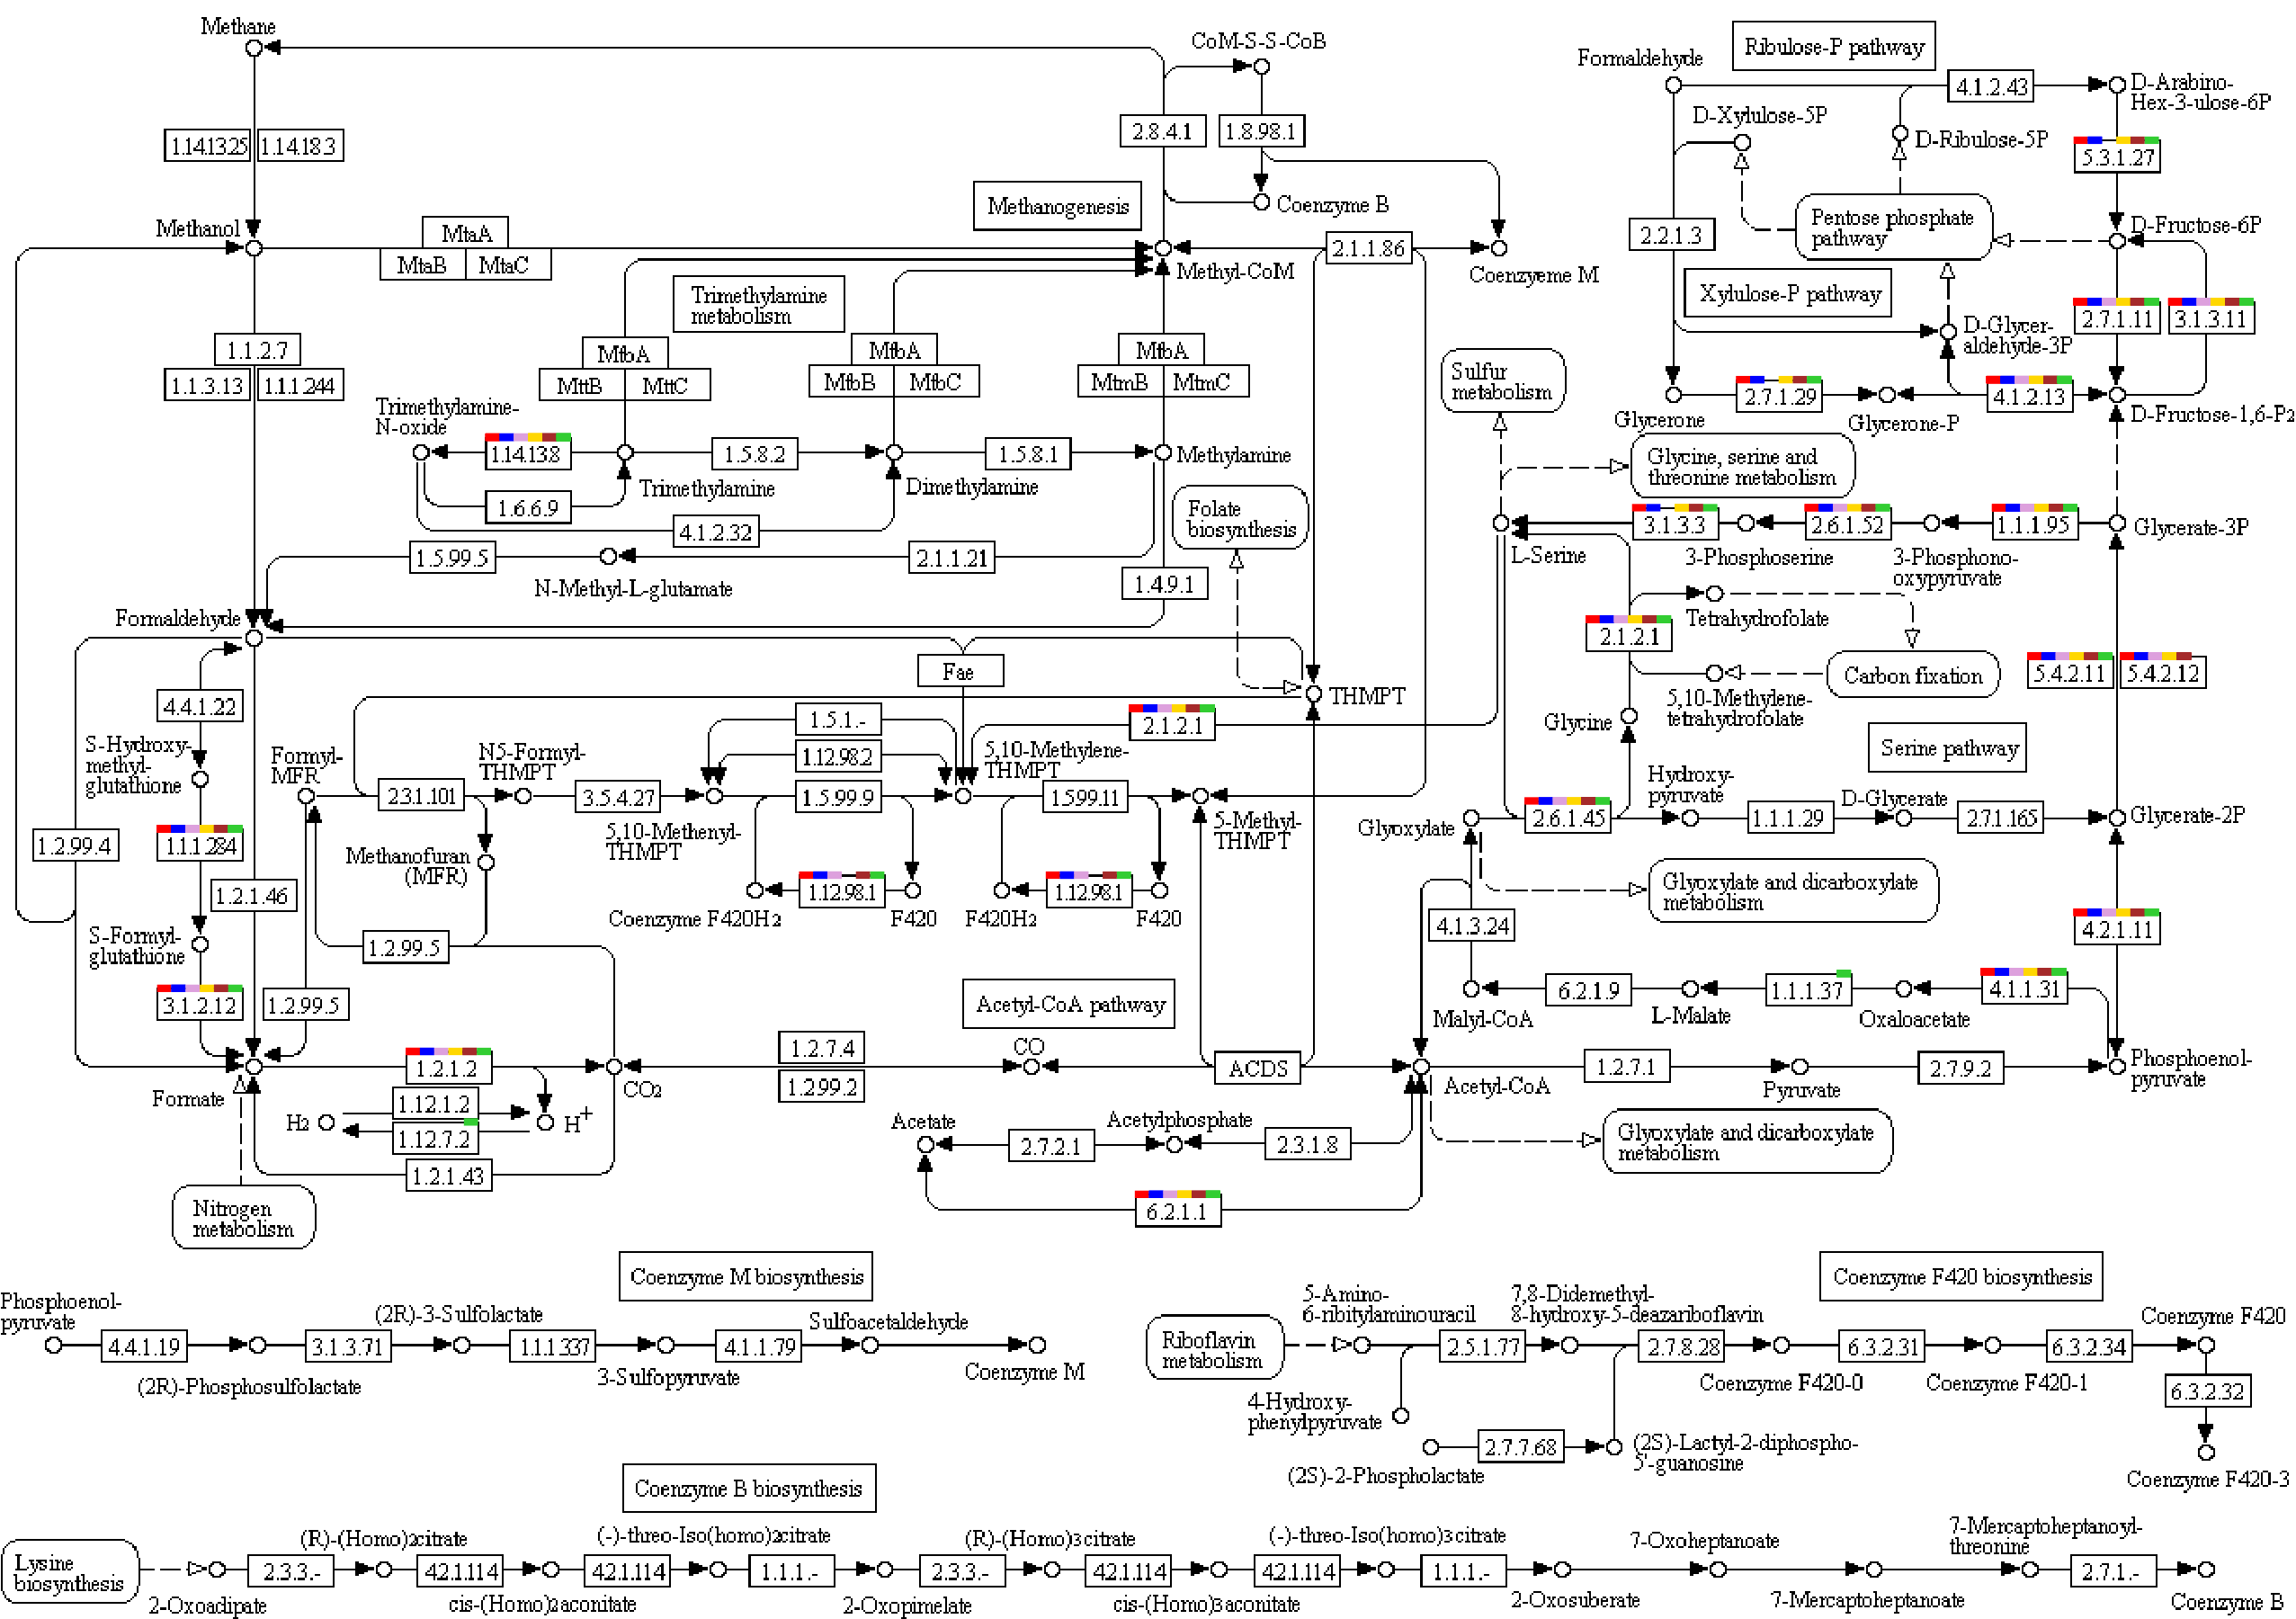 Methane
CoM-S-S-CoB
Formaldehyde
Ribulose-P pathway
4.1.2.43
D-Arabino-
Hex-3-ulose-6P
1.14.13.25
1.14.18.3
2.8.4.1
1.8.98.1
D-Xylulose-5P
D-Ribulose-5P
5.3.1.27
Methanogenesis
Coenzyme B
Methanol
MtaA
MtaB
MtaC
Methyl-CoM
2.1.1.86
Coenzyeme M
2.2.1.3
Pentose phosphate
pathway
D-Fructose-6P
Trimethylamine
metabolism
Xylulose-P pathway
2.7.1.11
3.1.3.11
1.1.2.7
1.1.3.13
1.1.1.244
MtbA
MttB
MttC
MtbA
MtbB
MtbC
MtbA
MtmB
MtmC
Sulfur
metabolism
D-Glycer-
aldehyde-3P
2.7.1.29
4.1.2.13
Glycerone
Glycerone-P
D-Fructose-1,6-P2
Trimethylamine-
N-oxide
1.14.13.8
1.5.8.2
1.5.8.1
Methylamine
Trimethylamine
Dimethylamine
1.6.6.9
4.1.2.32
Glycine, serine and
threonine metabolism
Folate
biosynthesis
3.1.3.3
2.6.1.52
1.1.1.95
Glycerate-3P
L-Serine
3-Phosphoserine
3-Phosphono-
oxypyruvate
1.5.99.5
2.1.1.21
N-Methyl-L-glutamate
1.4.9.1
Formaldehyde
Tetrahydrofolate
2.1.2.1
Fae
Carbon fixation
5.4.2.11
5.4.2.12
4.4.1.22
THMPT
5,10-Methylene-
tetrahydrofolate
Glycine
S-Hydroxy-
methyl-
glutathione
Formyl-
MFR
N5-Formyl-
THMPT
1.5.1.-
1.12.98.2
5,10-Methylene-
THMPT
2.1.2.1
Serine pathway
2.3.1.101
3.5.4.27
1.5.99.9
1.5.99.11
Hydroxy-
pyruvate
D-Glycerate
Glyoxylate
2.6.1.45
1.1.1.29
2.7.1.165
Glycerate-2P
1.2.99.4
1.1.1.284
5,10-Methenyl-
THMPT
5-Methyl-
THMPT
Methanofuran
(MFR)
1.2.1.46
Coenzyme F420H2
1.12.98.1
F420
F420H2
1.12.98.1
F420
Glyoxylate and dicarboxylate
metabolism
S-Formyl-
glutathione
1.2.99.5
4.1.3.24
4.2.1.11
3.1.2.12
1.2.99.5
Acetyl-CoA pathway
6.2.1.9
1.1.1.37
4.1.1.31
Malyl-CoA
L-Malate
Oxaloacetate
1.2.1.2
1.2.7.4
1.2.99.2
CO
ACDS
Acetyl-CoA
1.2.7.1
Pyruvate
2.7.9.2
Phosphoenol-
pyruvate
Formate
CO2
1.12.1.2
H2
H+
1.12.7.2
1.2.1.43
Acetate
2.7.2.1
Acetylphosphate
2.3.1.8
Glyoxylate and dicarboxylate
metabolism
6.2.1.1
Nitrogen
metabolism
Coenzyme M biosynthesis
Phosphoenol-
pyruvate
4.4.1.19
(2R)-Phosphosulfolactate
3.1.3.71
(2R)-3-Sulfolactate
1.1.1.337
3-Sulfopyruvate
4.1.1.79
Sulfoacetaldehyde
Coenzyme M
Coenzyme F420 biosynthesis
Riboflavin
metabolism
5-Amino-
6-ribitylaminouracil
2.5.1.77
7,8-Didemethyl-
8-hydroxy-5-deazariboflavin
2.7.8.28
Coenzyme F420-0
6.3.2.31
Coenzyme F420-1
6.3.2.34
Coenzyme F420
4-Hydroxy-
phenylpyruvate
6.3.2.32
(2S)-2-Phospholactate
2.7.7.68
(2S)-Lactyl-2-diphospho-
5'-guanosine
Coenzyme F420-3
Coenzyme B biosynthesis
Lysine
biosynthesis
2-Oxoadipate
2.3.3.-
(R)-(Homo)2citrate
4.2.1.114
cis-(Homo)2aconitate
4.2.1.114
(-)-threo-Iso(homo)2citrate
1.1.1.-
2-Oxopimelate
2.3.3.-
(R)-(Homo)3citrate
4.2.1.114
cis-(Homo)3aconitate
4.2.1.114
(-)-threo-Iso(homo)3citrate
1.1.1.-
2-Oxosuberate
7-Oxoheptanoate
7-Mercaptoheptanoate
7-Mercaptoheptanoyl-
threonine
2.7.1.-
Coenzyme B